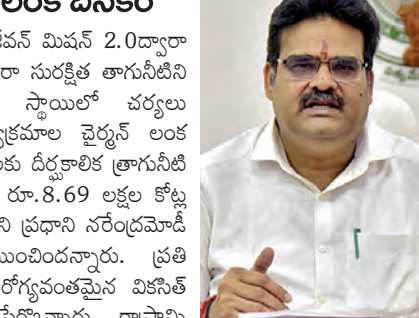 లంక దినకర్
జీవన్ మిషన్ 2.0ద్వారా
రా సురక్షిత తాగునీటిని
స్థాయిలో చర్యలు
క్రమాల చైర్మన్ లంక
లకు దీర్ఘకాలిక త్రాగునీటి
రూ.8.69 లక్షల కోట్ల
ని ప్రధాని నరేంద్రమోడీ
యించిందన్నారు. ప్రతి
రోగ్యవంతమైన వికసిత్